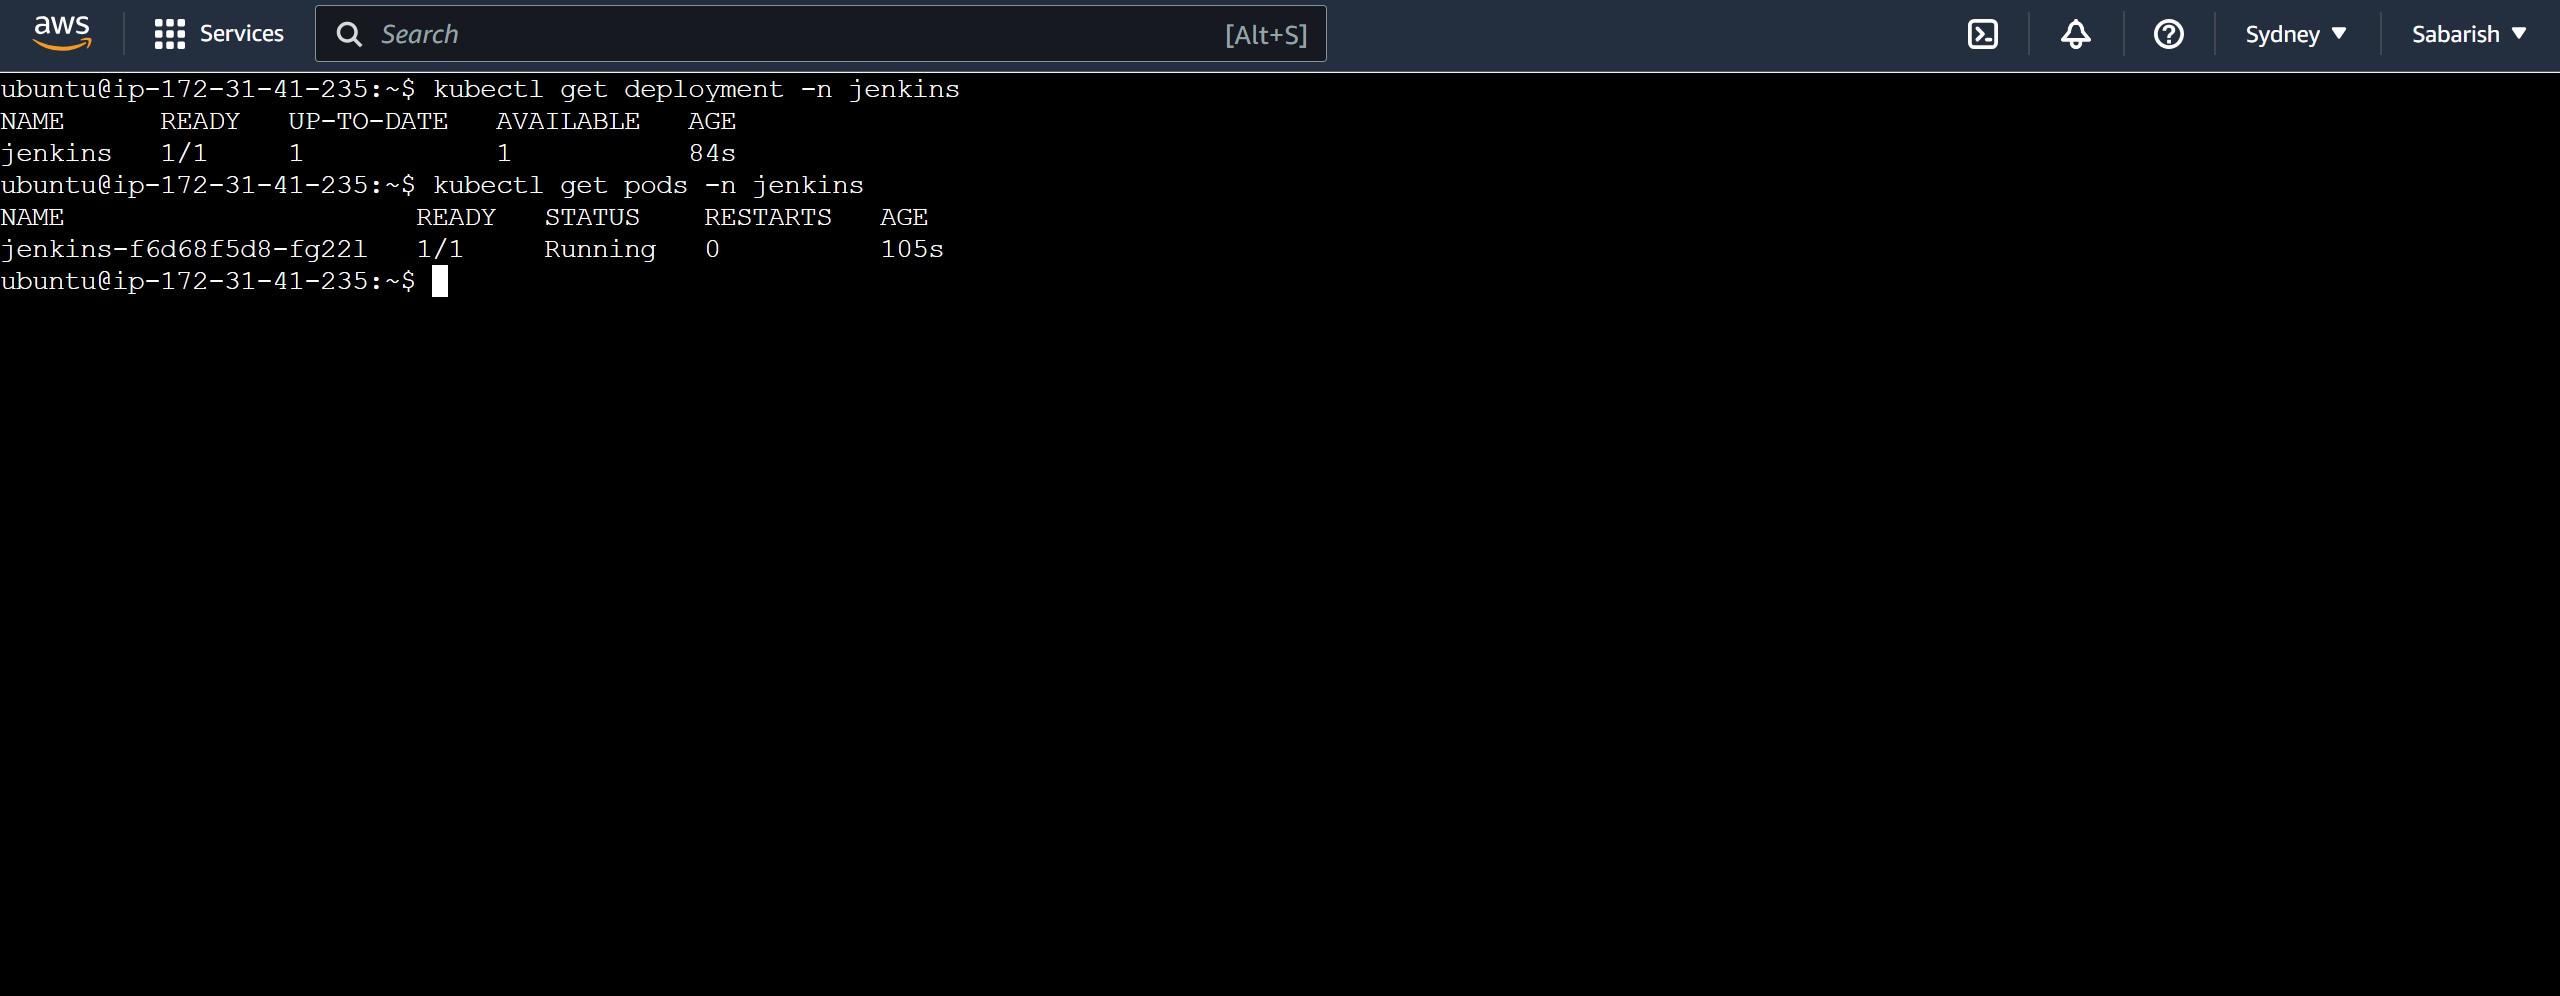 aws Services Search [Alt+S] Sydney Sabarish
ubuntu@ip-172-31-41-235:~$ kubectl get deployment -n jenkins
NAME      READY   UP-TO-DATE   AVAILABLE   AGE
jenkins   1/1     1            1           84s
ubuntu@ip-172-31-41-235:~$ kubectl get pods -n jenkins
NAME                      READY   STATUS    RESTARTS   AGE
jenkins-f6d68f5d8-fg22l   1/1     Running   0          105s
ubuntu@ip-172-31-41-235:~$